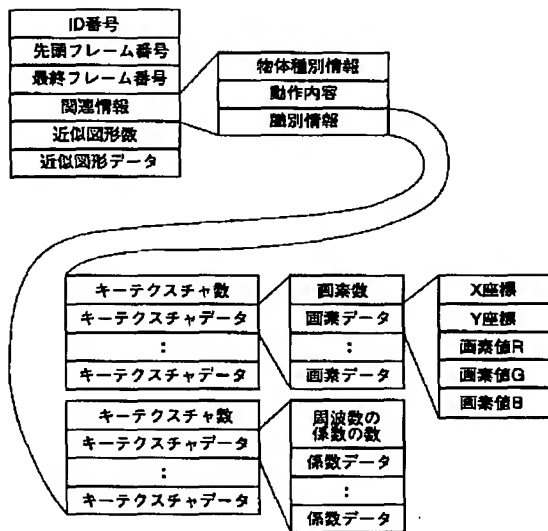 ID番号
先頭フレーム番号
最終フレーム番号
関連情報
近似図形数
近似図形データ
物体種別情報
動作内容
識別情報
キーテクスチャ数
キーテクスチャデータ
:
キーテクスチャデータ
画素数
画素データ
:
画素データ
X座標
Y座標
画素値R
画素値G
画素値B
キーテクスチャ数
キーテクスチャデータ
:
キーテクスチャデータ
周波数の
係数の数
係数データ
:
係数データ